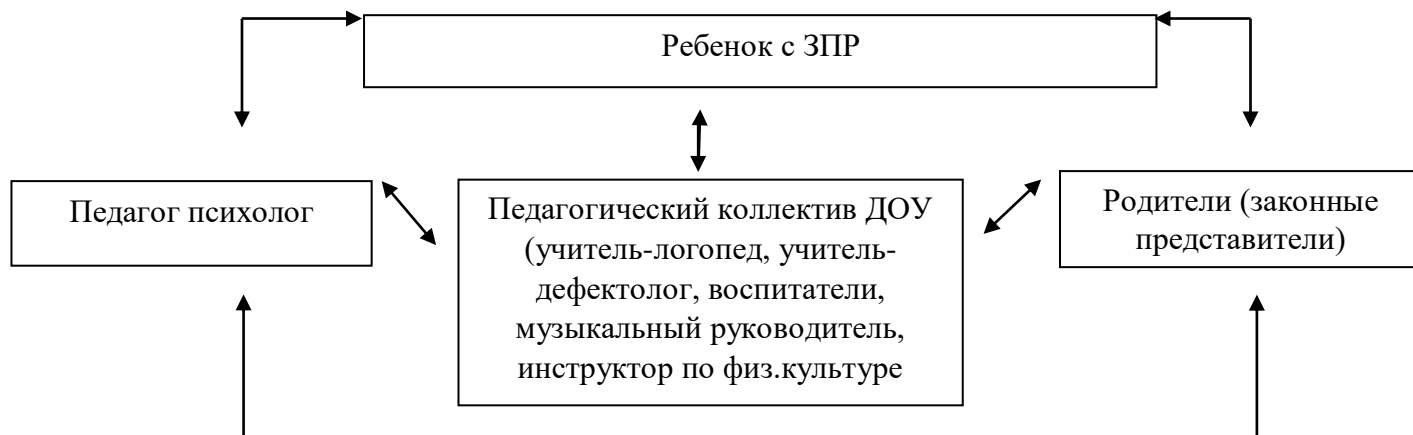 Ребенок с ЗПР
Педагог психолог
Педагогический коллектив ДОУ
(учитель-логопед, учитель-
дефектолог, воспитатели,
музыкальный руководитель,
инструктор по физ.культуре
Родители (законные
представители)